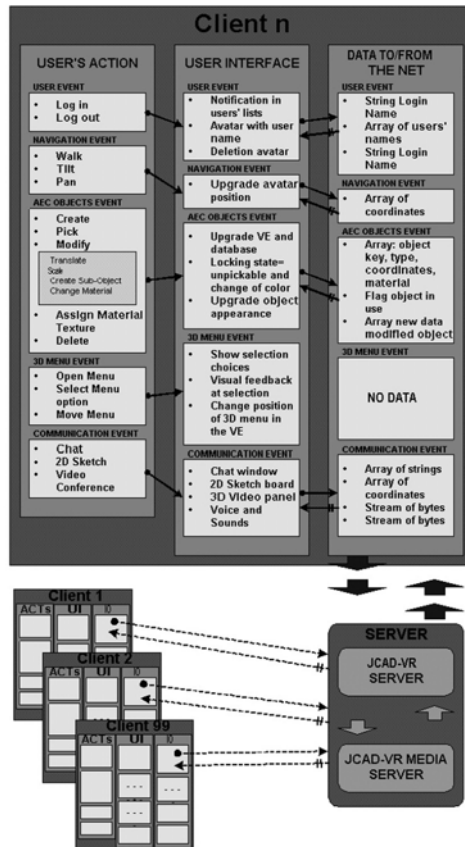 Client n
USER'S ACTION
USER EVENT
• Log in
• Log out
NAVIGATION EVENT
• Walk
• Tilt
• Pan
AEC OBJECTS EVENT
• Create
• Pick
• Modify
Translate
Scale
Create Sub-Object
Change Material
• Assign Material
Texture
• Delete
3D MENU EVENT
• Open Menu
• Select Menu
option
• Move Menu
COMMUNICATION EVENT
• Chat
• 2D Sketch
• Video
Conference
USER INTERFACE
USER EVENT
• Notification in
users' lists
• Avatar with user
name
• Deletion avatar
NAVIGATION EVENT
• Upgrade avatar
position
AEC OBJECTS EVENT
• Upgrade VE and
database
• Locking state=
unpickable and
change of color
• Upgrade object
appearance
3D MENU EVENT
• Show selection
choices
• Visual feedback
at selection
• Change position
of 3D menu in
the VE
COMMUNICATION EVENT
• Chat window
• 2D Sketch board
• 3D Video panel
• Voice and
Sounds
DATA TO/FROM
THE NET
USER EVENT
• String Login
Name
• Array of users'
names
• String Login
Name
NAVIGATION EVENT
• Array of
coordinates
AEC OBJECTS EVENT
• Array: object
key, type,
coordinates,
material
• Flag object in
use
• Array new data
modified object
3D MENU EVENT
NO DATA
COMMUNICATION EVENT
• Array of strings
• Array of
coordinates
• Stream of bytes
• Stream of bytes
Client 1
ACTs UI IO
Client 2
ACTs UI IO
Client 99
ACTs UI IO
SERVER
JCAD-VR
SERVER
JCAD-VR MEDIA
SERVER